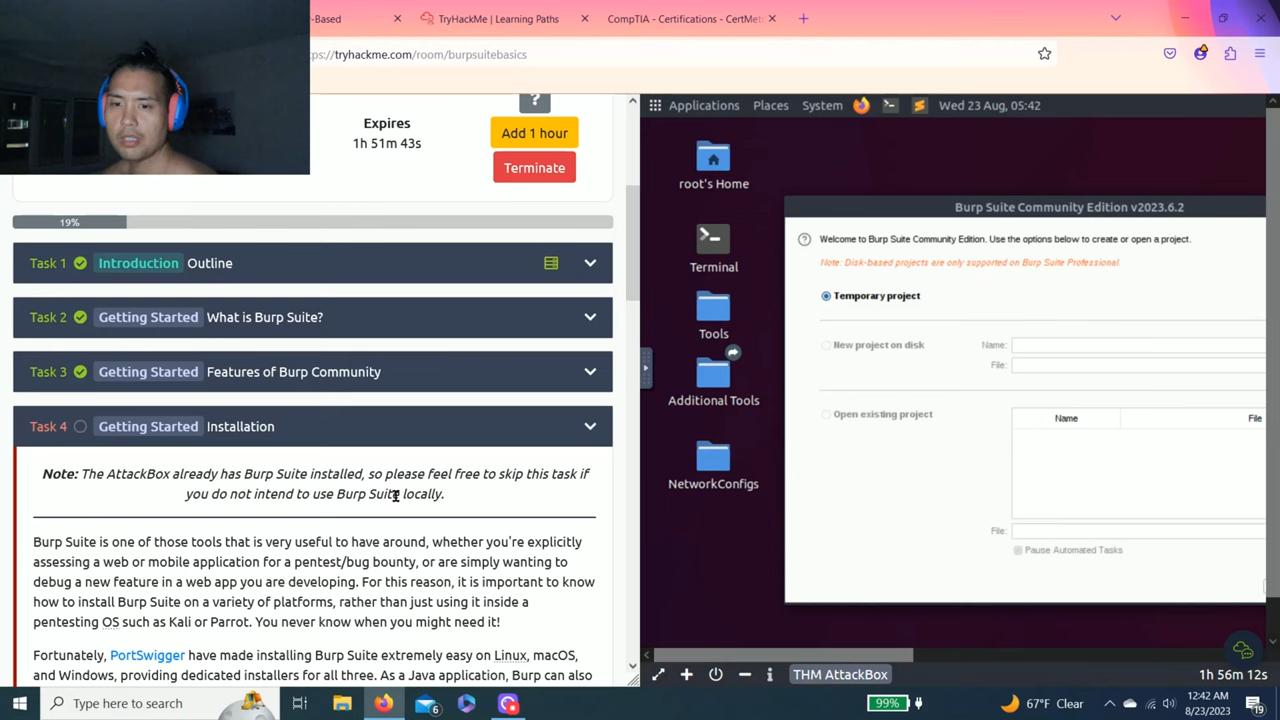 -Based
TryHackMe | Learning Paths
CompTIA - Certifications - CertMet
ps://tryhackme.com/room/burpsuitebasics
Expires
1h 51m 43s
?
Add 1 hour
Terminate
19%
Task 1 Introduction Outline
Task 2 Getting Started What is Burp Suite?
Task 3 Getting Started Features of Burp Community
Task 4 Getting Started Installation
Note: The AttackBox already has Burp Suite installed, so please feel free to skip this task if
you do not intend to use Burp Suite locally.
Burp Suite is one of those tools that is very useful to have around, whether you're explicitly
assessing a web or mobile application for a pentest/bug bounty, or are simply wanting to
debug a new feature in a web app you are developing. For this reason, it is important to know
how to install Burp Suite on a variety of platforms, rather than just using it inside a
pentesting OS such as Kali or Parrot. You never know when you might need it!
Fortunately, PortSwigger have made installing Burp Suite extremely easy on Linux, macOS,
and Windows, providing dedicated installers for all three. As a Java application, Burp can also
Applications Places System Wed 23 Aug, 05:42
root's Home
Terminal
Tools
Additional Tools
NetworkConfigs
Burp Suite Community Edition v2023.6.2
Welcome to Burp Suite Community Edition. Use the options below to create or open a project.
Note: Disk-based projects are only supported on Burp Suite Professional.
Temporary project
New project on disk Name:
File:
Open existing project
Name File
File:
Pause Automated Tasks
THM AttackBox
1h 56m 12s
Type here to search
6
99%
67°F Clear
12:42 AM
8/23/2023
19